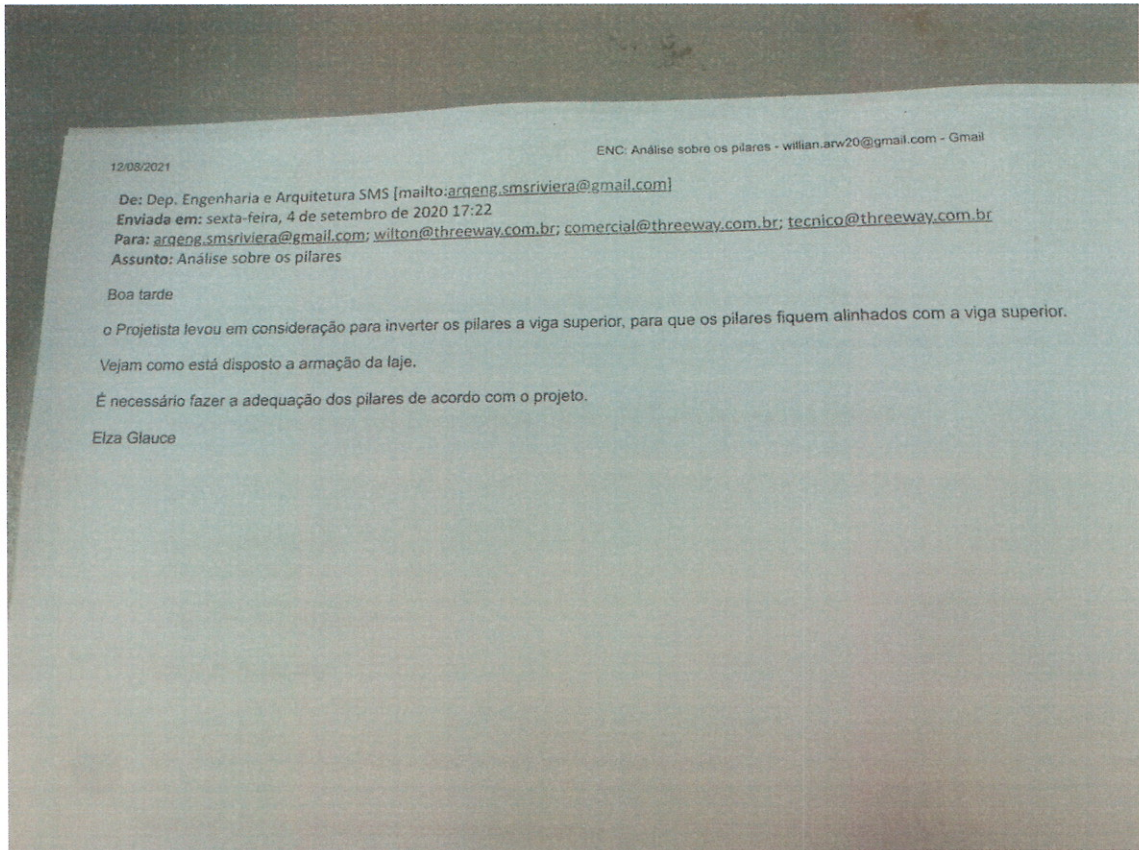 12/08/2021
ENC: Análise sobre os pilares - willian.arw20@gmail.com - Gmail
De: Dep. Engenharia e Arquitetura SMS [mailto:arqeng.smsriviera@gmail.com]
Enviada em: sexta-feira, 4 de setembro de 2020 17:22
Para: arqeng.smsriviera@gmail.com; wilton@threeway.com.br; comercial@threeway.com.br; tecnico@threeway.com.br
Assunto: Análise sobre os pilares
Boa tarde
o Projetista levou em consideração para inverter os pilares a viga superior, para que os pilares fiquem alinhados com a viga superior.
Vejam como está disposto a armação da laje.
É necessário fazer a adequação dos pilares de acordo com o projeto.
Elza Glauce